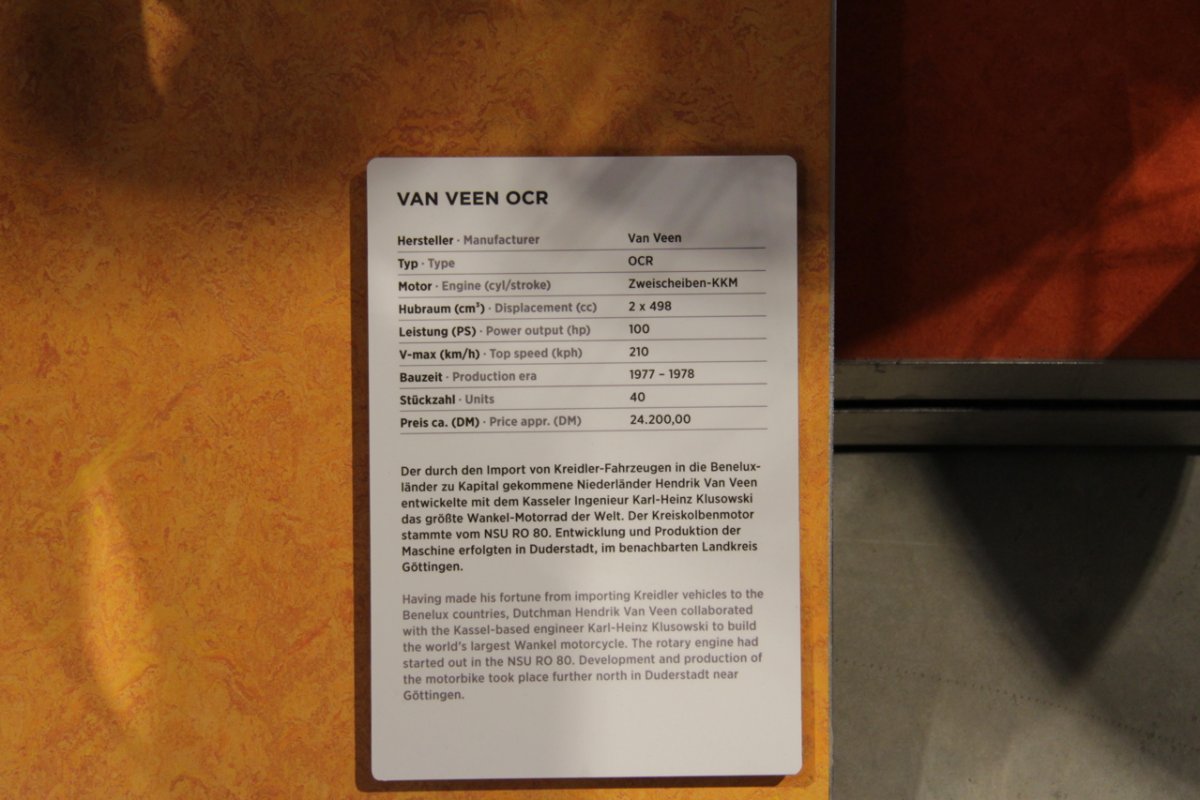 VAN VEEN OCR
Hersteller · Manufacturer Van Veen
Typ · Type OCR
Motor · Engine (cyl/stroke) Zweischeiben-KKM
Hubraum (cm³) · Displacement (cc) 2 x 498
Leistung (PS) · Power output (hp) 100
V-max (km/h) · Top speed (kph) 210
Bauzeit · Production era 1977 – 1978
Stückzahl · Units 40
Preis ca. (DM) · Price appr. (DM) 24.200,00
Der durch den Import von Kreidler-Fahrzeugen in die Benelux-
länder zu Kapital gekommene Niederländer Hendrik Van Veen
entwickelte mit dem Kasseler Ingenieur Karl-Heinz Klusowski
das größte Wankel-Motorrad der Welt. Der Kreiskolbenmotor
stammte vom NSU RO 80. Entwicklung und Produktion der
Maschine erfolgten in Duderstadt, im benachbarten Landkreis
Göttingen.
Having made his fortune from importing Kreidler vehicles to the
Benelux countries, Dutchman Hendrik Van Veen collaborated
with the Kassel-based engineer Karl-Heinz Klusowski to build
the world's largest Wankel motorcycle. The rotary engine had
started out in the NSU RO 80. Development and production of
the motorbike took place further north in Duderstadt near
Göttingen.